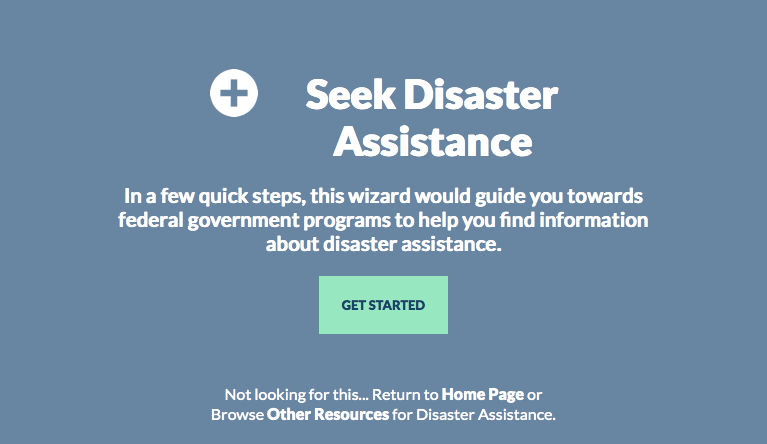 Seek Disaster
Assistance
In a few quick steps, this wizard would guide you towards
federal government programs to help you find information
about disaster assistance.
GET STARTED
Not looking for this... Return to Home Page or
Browse Other Resources for Disaster Assistance.